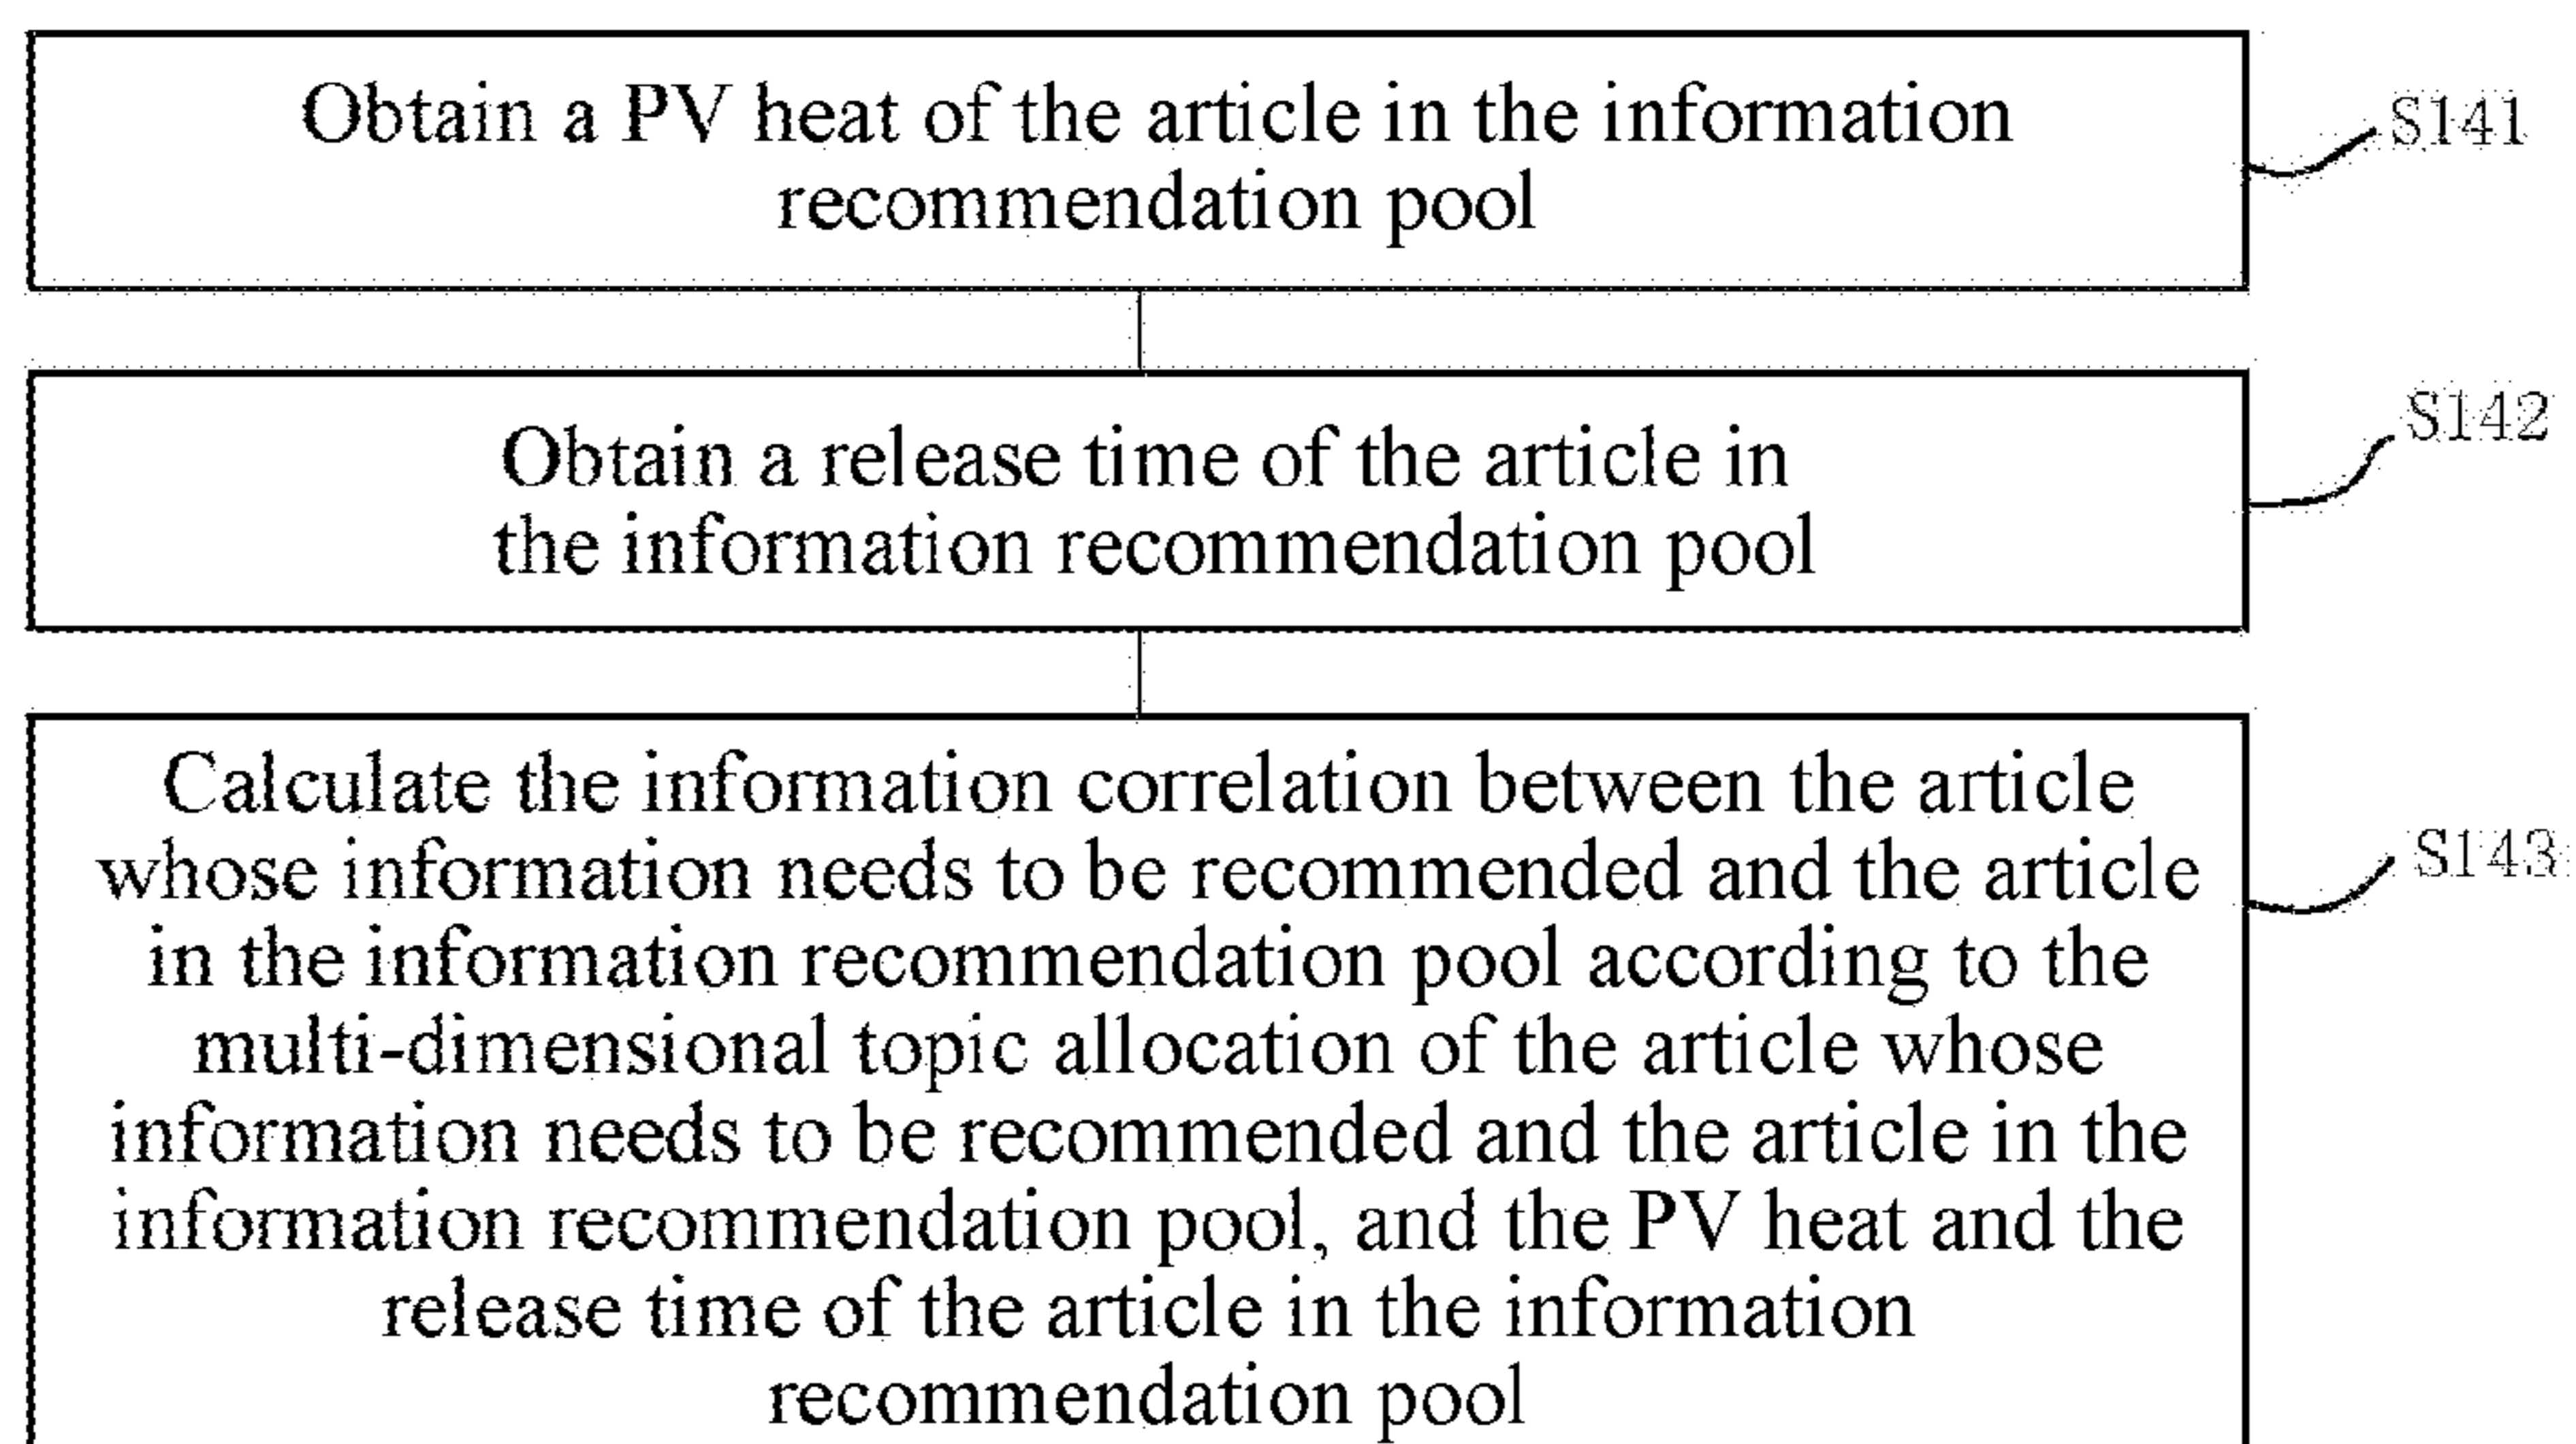 Obtain a PV heat of the article in the information
recommendation pool
S141
Obtain a release time of the article in
the information recommendation pool
S142
Calculate the information correlation between the article
whose information needs to be recommended and the article
in the information recommendation pool according to the
multi-dimensional topic allocation of the article whose
information needs to be recommended and the article in the
information recommendation pool, and the PV heat and the
release time of the article in the information
recommendation pool
S143